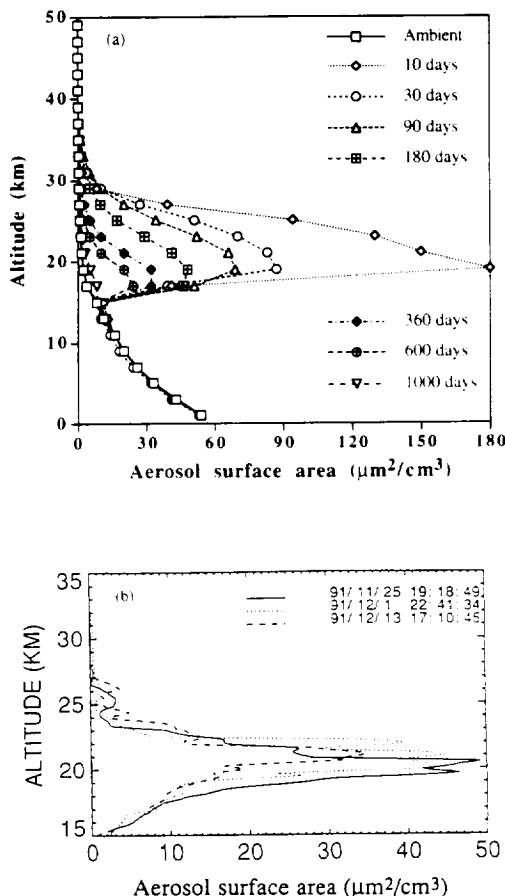 (a)
Ambient
10 days
30 days
90 days
180 days
360 days
600 days
1000 days
50
40
30
20
10
0
Altitude (km)
0 30 60 90 120 150 180
Aerosol surface area (μm²/cm³)
(b)
91/ 11/ 25 19: 18: 49
91/ 12/ 1 22: 41: 34
91/ 12/ 13 17: 10: 45
35
30
25
20
15
ALTITUDE (KM)
0 10 20 30 40 50
Aerosol surface area (μm²/cm³)